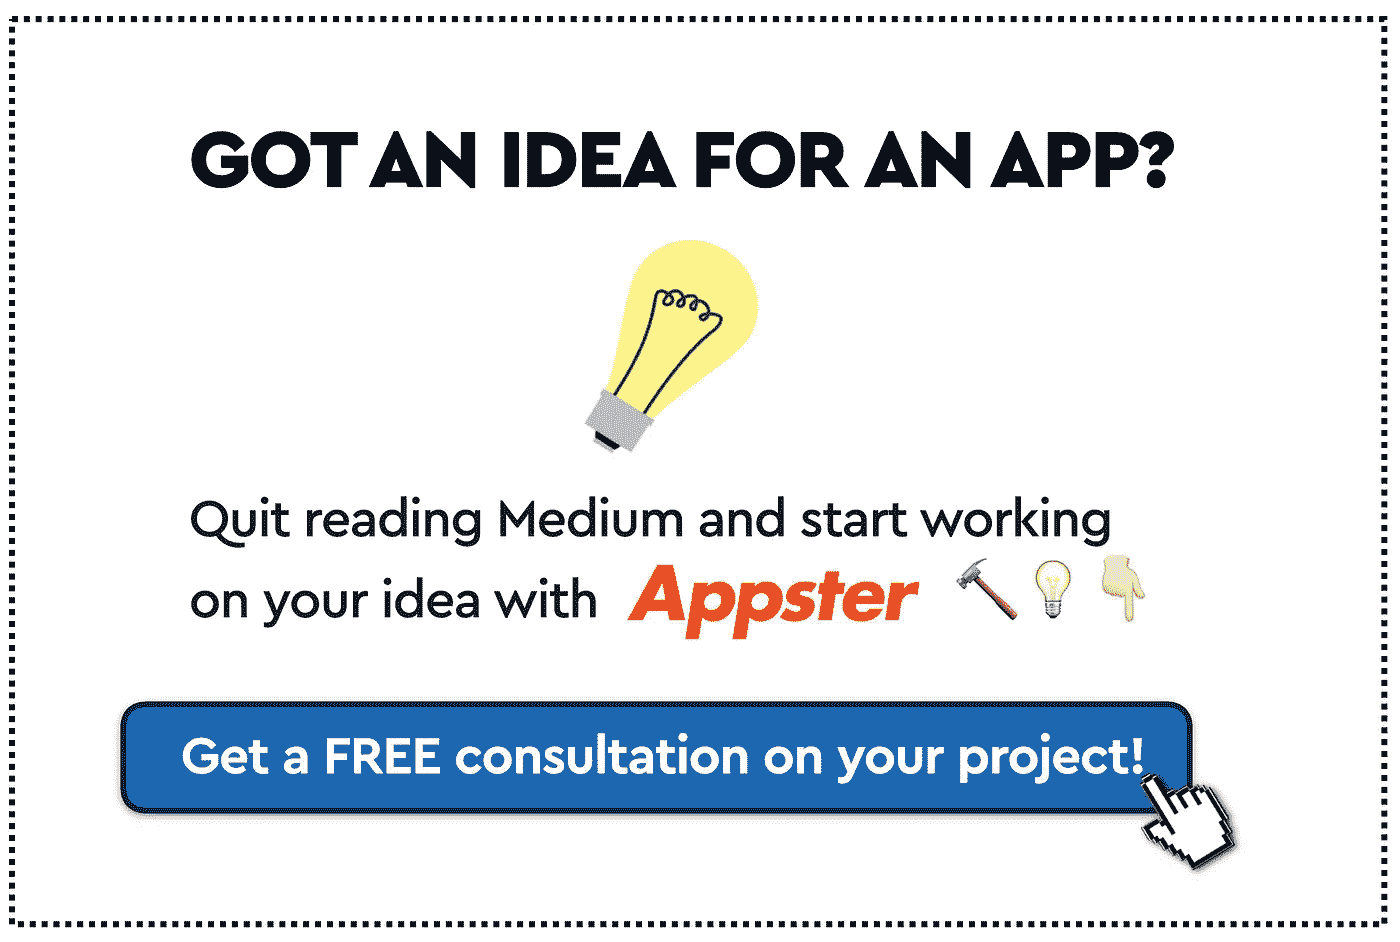 GOT AN IDEA FOR AN APP?
Quit reading Medium and start working
on your idea with Appster
Get a FREE consultation on your project!